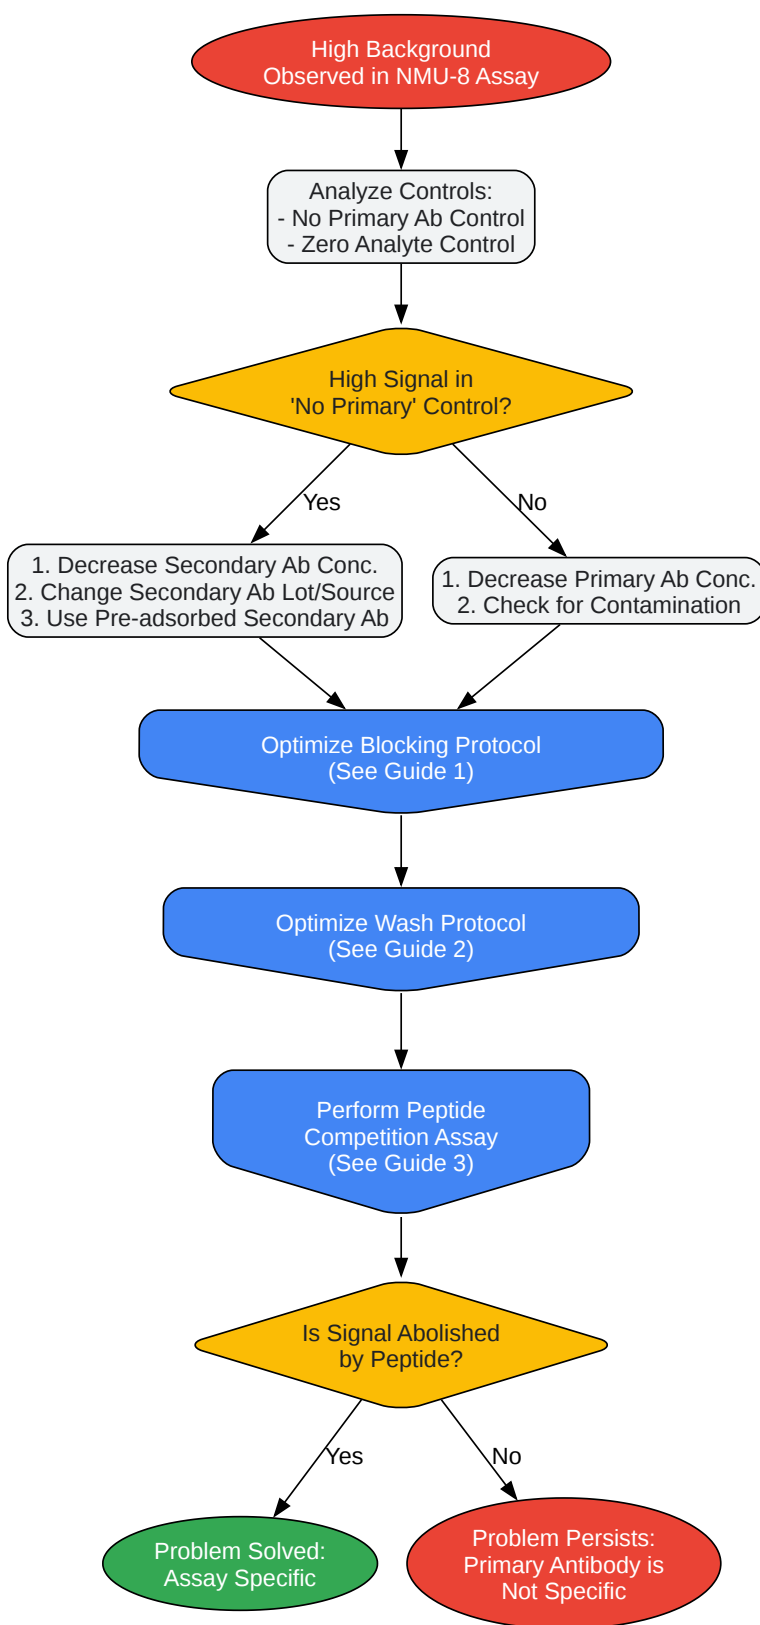 High Background
Observed in NMU-8 Assay
Analyze Controls:
- No Primary Ab Control
- Zero Analyte Control
High Signal in
'No Primary' Control?
Yes
No
1. Decrease Secondary Ab Conc.
2. Change Secondary Ab Lot/Source
3. Use Pre-adsorbed Secondary Ab
1. Decrease Primary Ab Conc.
2. Check for Contamination
Optimize Blocking Protocol
(See Guide 1)
Optimize Wash Protocol
(See Guide 2)
Perform Peptide
Competition Assay
(See Guide 3)
Is Signal Abolished
by Peptide?
Yes
No
Problem Solved:
Assay Specific
Problem Persists:
Primary Antibody is
Not Specific